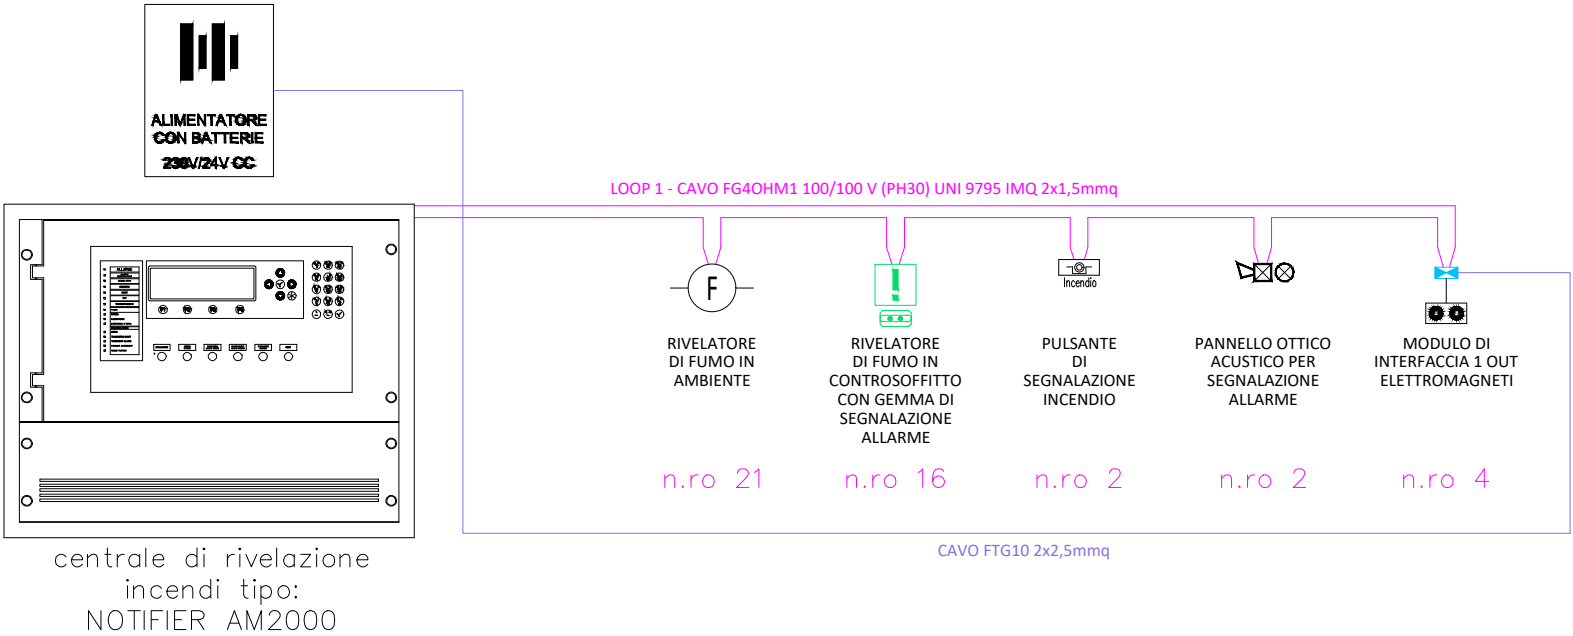 ALIMENTATORE
CON BATTERIE
230V/24V CC
LOOP 1 - CAVO FG4OHM1 100/100 V (PH30) UNI 9795 IMQ 2x1,5mmq
ALLARME
F
Incendio
RIVELATORE
DI FUMO IN
AMBIENTE
RIVELATORE
DI FUMO IN
CONTROSOFFITTO
CON GEMMA DI
SEGNALAZIONE
ALLARME
PULSANTE
DI
SEGNALAZIONE
INCENDIO
PANNELLO OTTICO
ACUSTICO PER
SEGNALAZIONE
ALLARME
MODULO DI
INTERFACCIA 1 OUT
ELETTROMAGNETI
n.ro 21
n.ro 16
n.ro 2
n.ro 2
n.ro 4
CAVO FTG10 2x2,5mmq
centrale di rivelazione
incendi tipo:
NOTIFIER AM2000